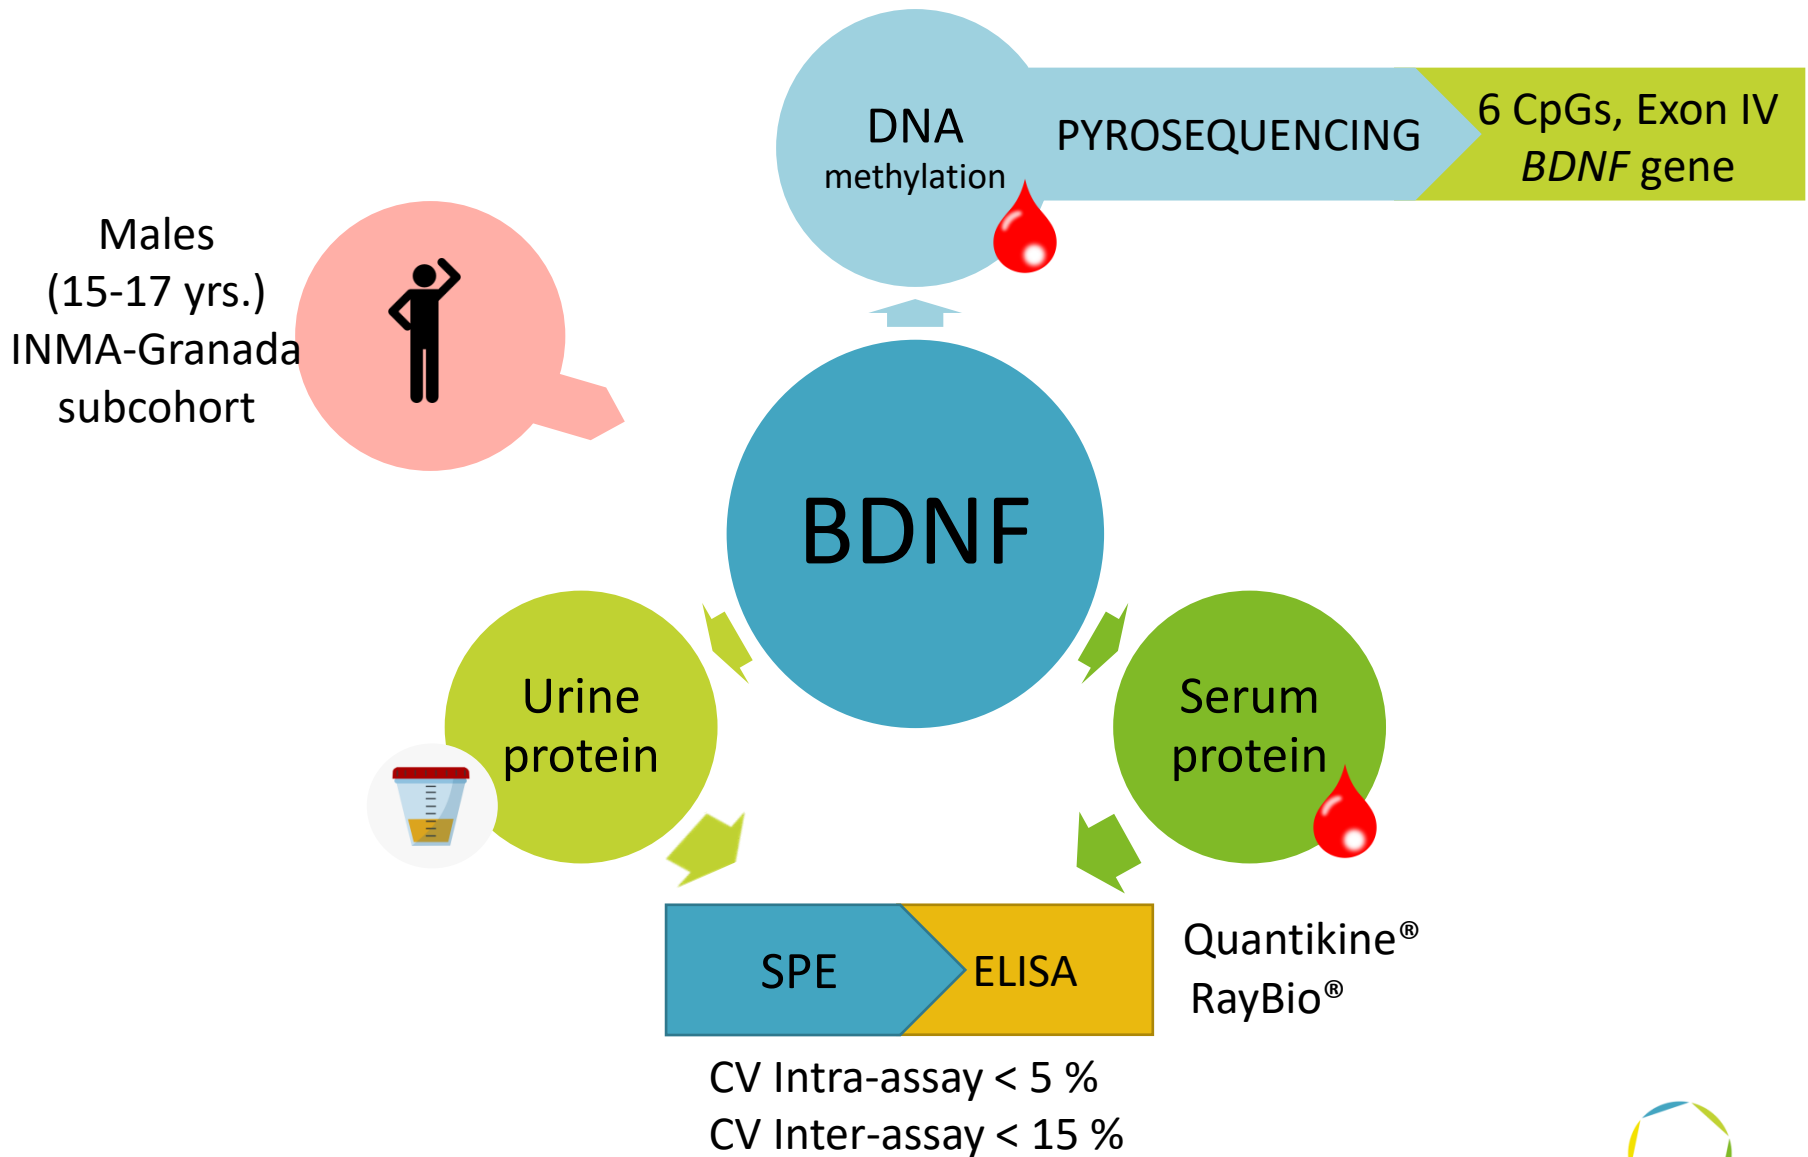 DNA
methylation
PYROSEQUENCING
6 CpGs, Exon IV
BDNF gene
Males
(15-17 yrs.)
INMA-Granada
subcohort
BDNF
Urine
protein
Serum
protein
SPE
ELISA
Quantikine®
RayBio®
CV Intra-assay < 5 %
CV Inter-assay < 15 %